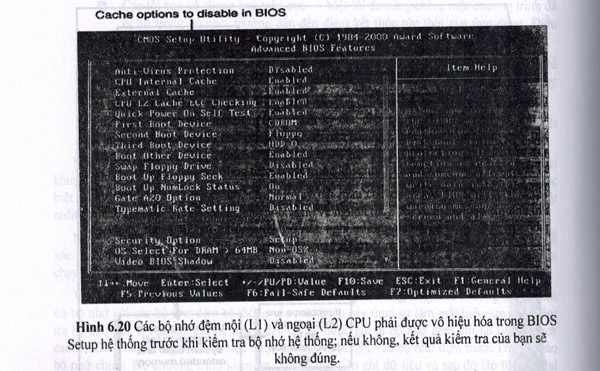 Cache options to disable in BIOS
CMOS Setup Utility - Copyright (C) 1984-2000 Award Software
Advanced BIOS Features
Anti-Virus Protection Disabled Item Help
CPU Internal Cache Enabled
External Cache Enabled
CPU L2 Cache ECC Checking Enabled
Quick Power On Self Test Enabled
First Boot Device CDROM
Second Boot Device Floppy
Third Boot Device HDD-0
Boot Other Device Enabled
Swap Floppy Drive Disabled
Boot Up Floppy Seek Enabled
Boot Up NumLock Status On
Gate A20 Option Normal
Typematic Rate Setting Disabled
Security Option Setup
OS Select For DRAM > 64MB Non-OS2
Video BIOS Shadow Disabled
:Move Enter:Select +/-/PU/PD:Value F10:Save ESC:Exit F1:General Help
F5:Previous Values F6:Fail-Safe Defaults F7:Optimized Defaults
Hình 6.20 Các bộ nhớ đệm nội (L1) và ngoại (L2) CPU phải được vô hiệu hóa trong BIOS
Setup hệ thống trước khi kiểm tra bộ nhớ hệ thống; nếu không, kết quả kiểm tra của bạn sẽ
không đúng.